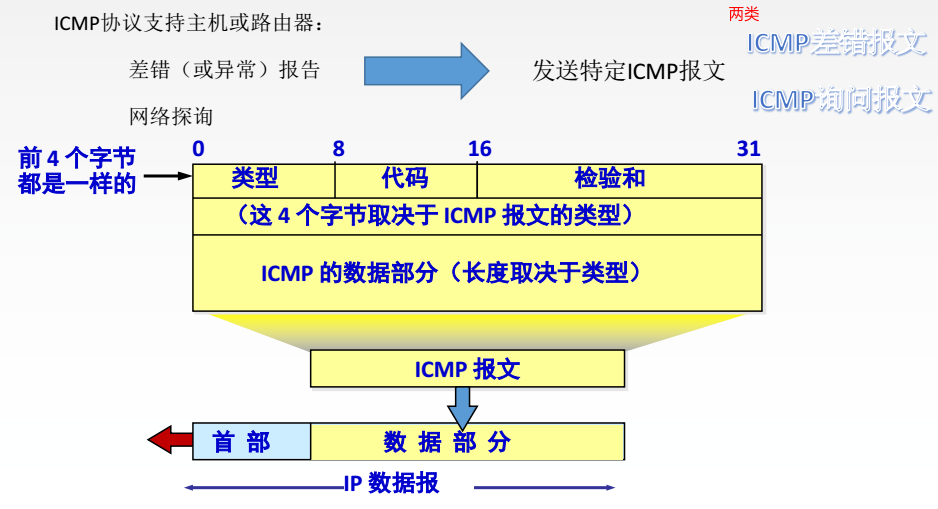 ICMP协议支持主机或路由器：
两类
ICMP差错报文
差错（或异常）报告
发送特定ICMP报文
ICMP询问报文
网络探询
前 4 个字节
都是一样的
0 8 16 31
类型 代码 检验和
（这 4 个字节取决于 ICMP 报文的类型）
ICMP 的数据部分（长度取决于类型）
ICMP 报文
首 部 数 据 部 分
IP 数据报